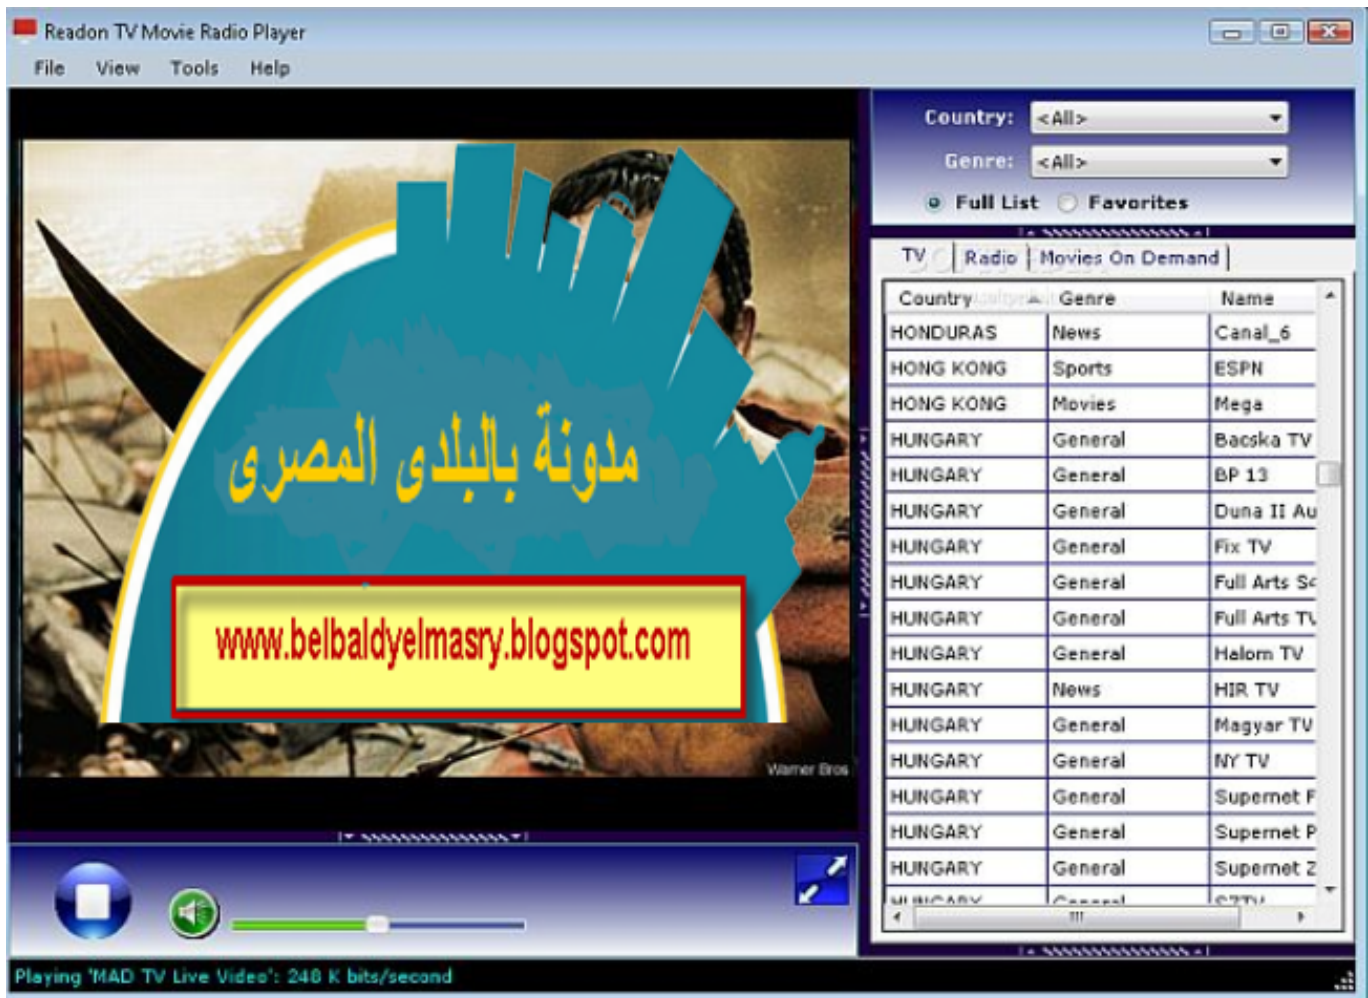 Readon TV Movie Radio Player
File View Tools Help
Country: <All>
Genre: <All>
Full List Favorites
TV Radio Movies On Demand
Country Genre Name
HONDURAS News Canal_6
HONG KONG Sports ESPN
HONG KONG Movies Mega
HUNGARY General Bacska TV
HUNGARY General BP 13
HUNGARY General Duna II Au
HUNGARY General Fix TV
HUNGARY General Full Arts S
HUNGARY General Full Arts TV
HUNGARY General Halom TV
HUNGARY News HIR TV
HUNGARY General Magyar TV
HUNGARY General NY TV
HUNGARY General Supernet F
HUNGARY General Supernet P
HUNGARY General Supernet Z
HUNGARY General SZTV
مدونة بالبلدى المصرى
www.belbaldyelmasry.blogspot.com
Warner Bros
Playing 'MAD TV Live Video': 248 K bits/second